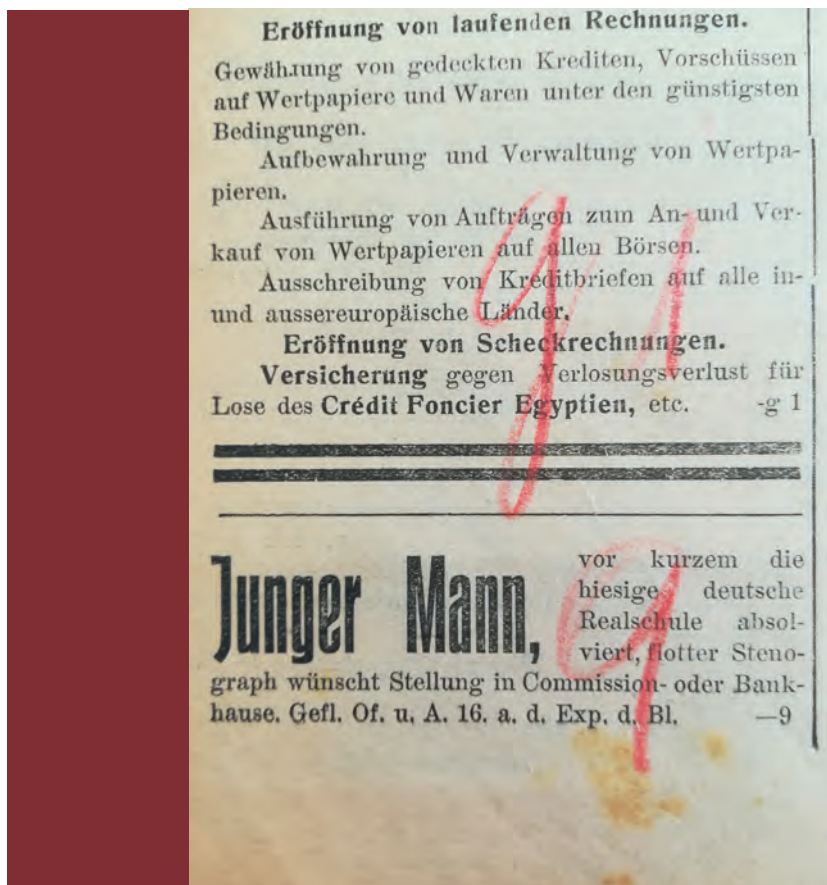 Eröffnung von laufenden Rechnungen.
Gewährung von gedeckten Krediten, Vorschüssen
auf Wertpapiere und Waren unter den günstigsten
Bedingungen.
Aufbewahrung und Verwaltung von Wertpa-
pieren.
Ausführung von Aufträgen zum An- und Ver-
kauf von Wertpapieren auf allen Börsen.
Ausschreibung von Kreditbriefen auf alle in-
und aussereuropäische Länder.
Eröffnung von Scheckrechnungen.
Versicherung gegen Verlosungsverlust für
Lose des Crédit Foncier Egyptien, etc. -g 1
Junger Mann, vor kurzem die
hiesige deutsche
Realschule absol-
viert, flotter Steno-
graph wünscht Stellung in Commission- oder Bank-
hause. Gefl. Of. u. A. 16. a. d. Exp. d. Bl. —9